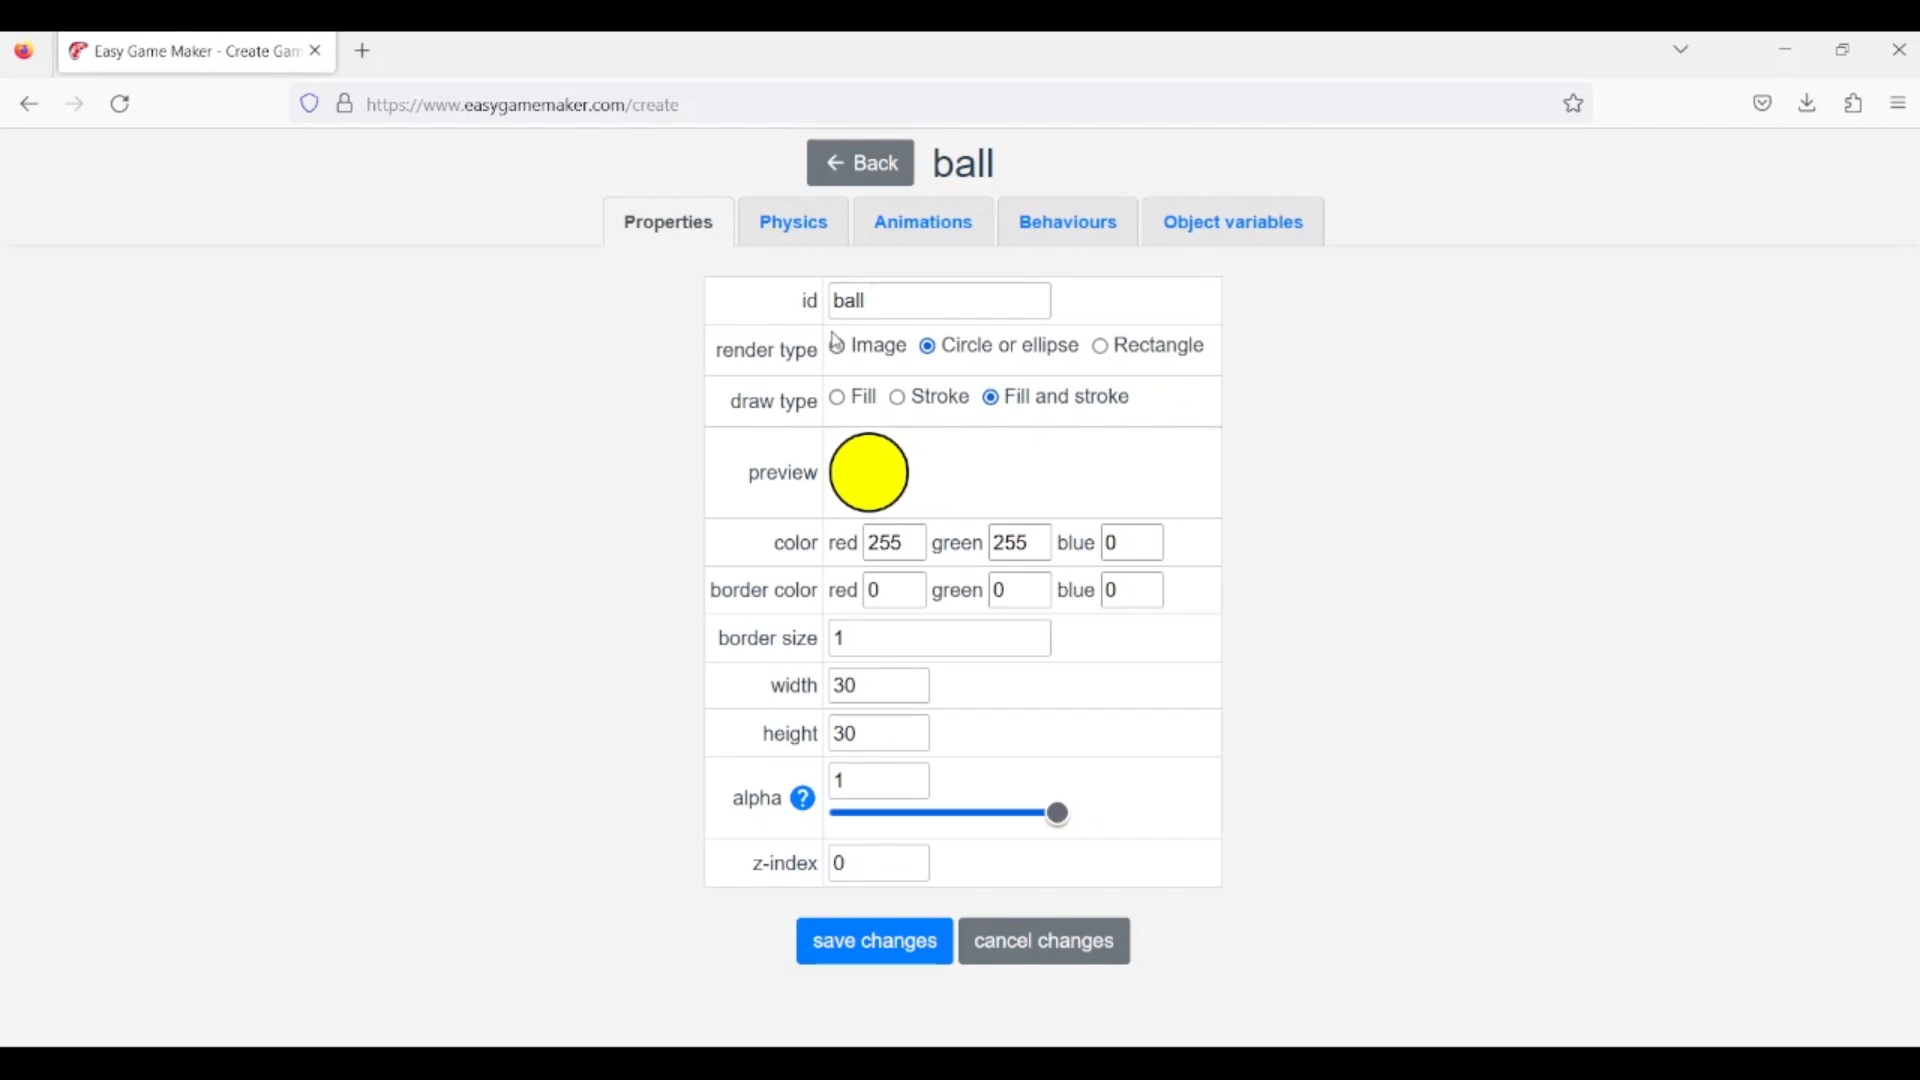 Easy Game Maker - Create Gam
https://www.easygamemaker.com/create
← Back ball
Properties Physics Animations Behaviours Object variables
id ball
render type Image Circle or ellipse Rectangle
draw type Fill Stroke Fill and stroke
preview
color red 255 green 255 blue 0
border color red 0 green 0 blue 0
border size 1
width 30
height 30
alpha ? 1
z-index 0
save changes cancel changes